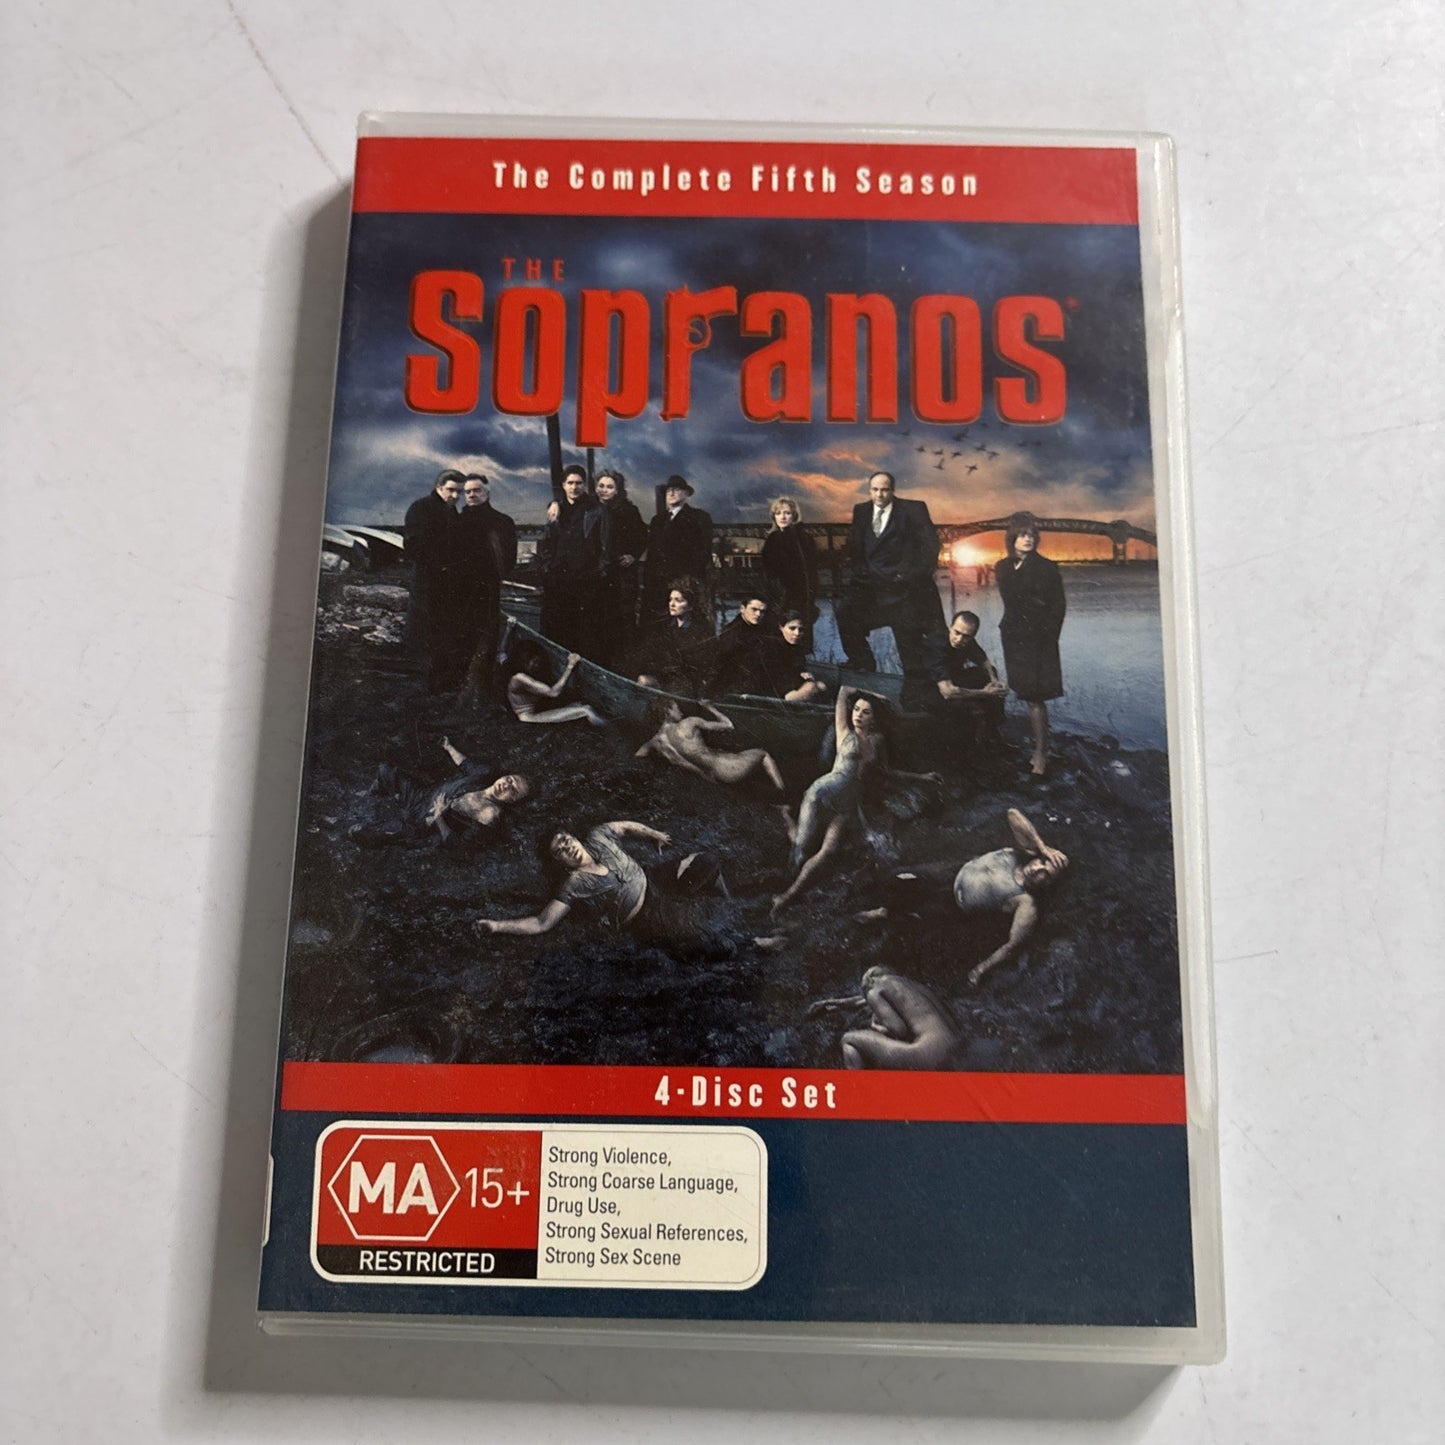 The Complete Fifth Season
THE
Sopranos
4-Disc Set
MA 15+
RESTRICTED
Strong Violence,
Strong Coarse Language,
Drug Use,
Strong Sexual References,
Strong Sex Scene